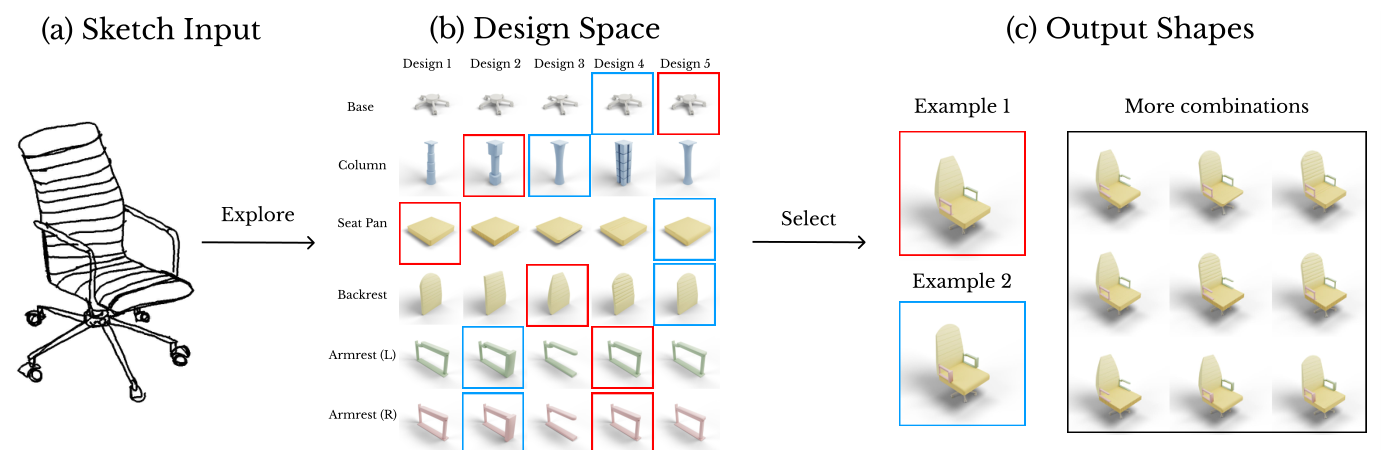 (a) Sketch Input
(b) Design Space
(c) Output Shapes
Design 1 Design 2 Design 3 Design 4 Design 5
Base
Column
Seat Pan
Backrest
Armrest (L)
Armrest (R)
Explore
Select
Example 1
Example 2
More combinations